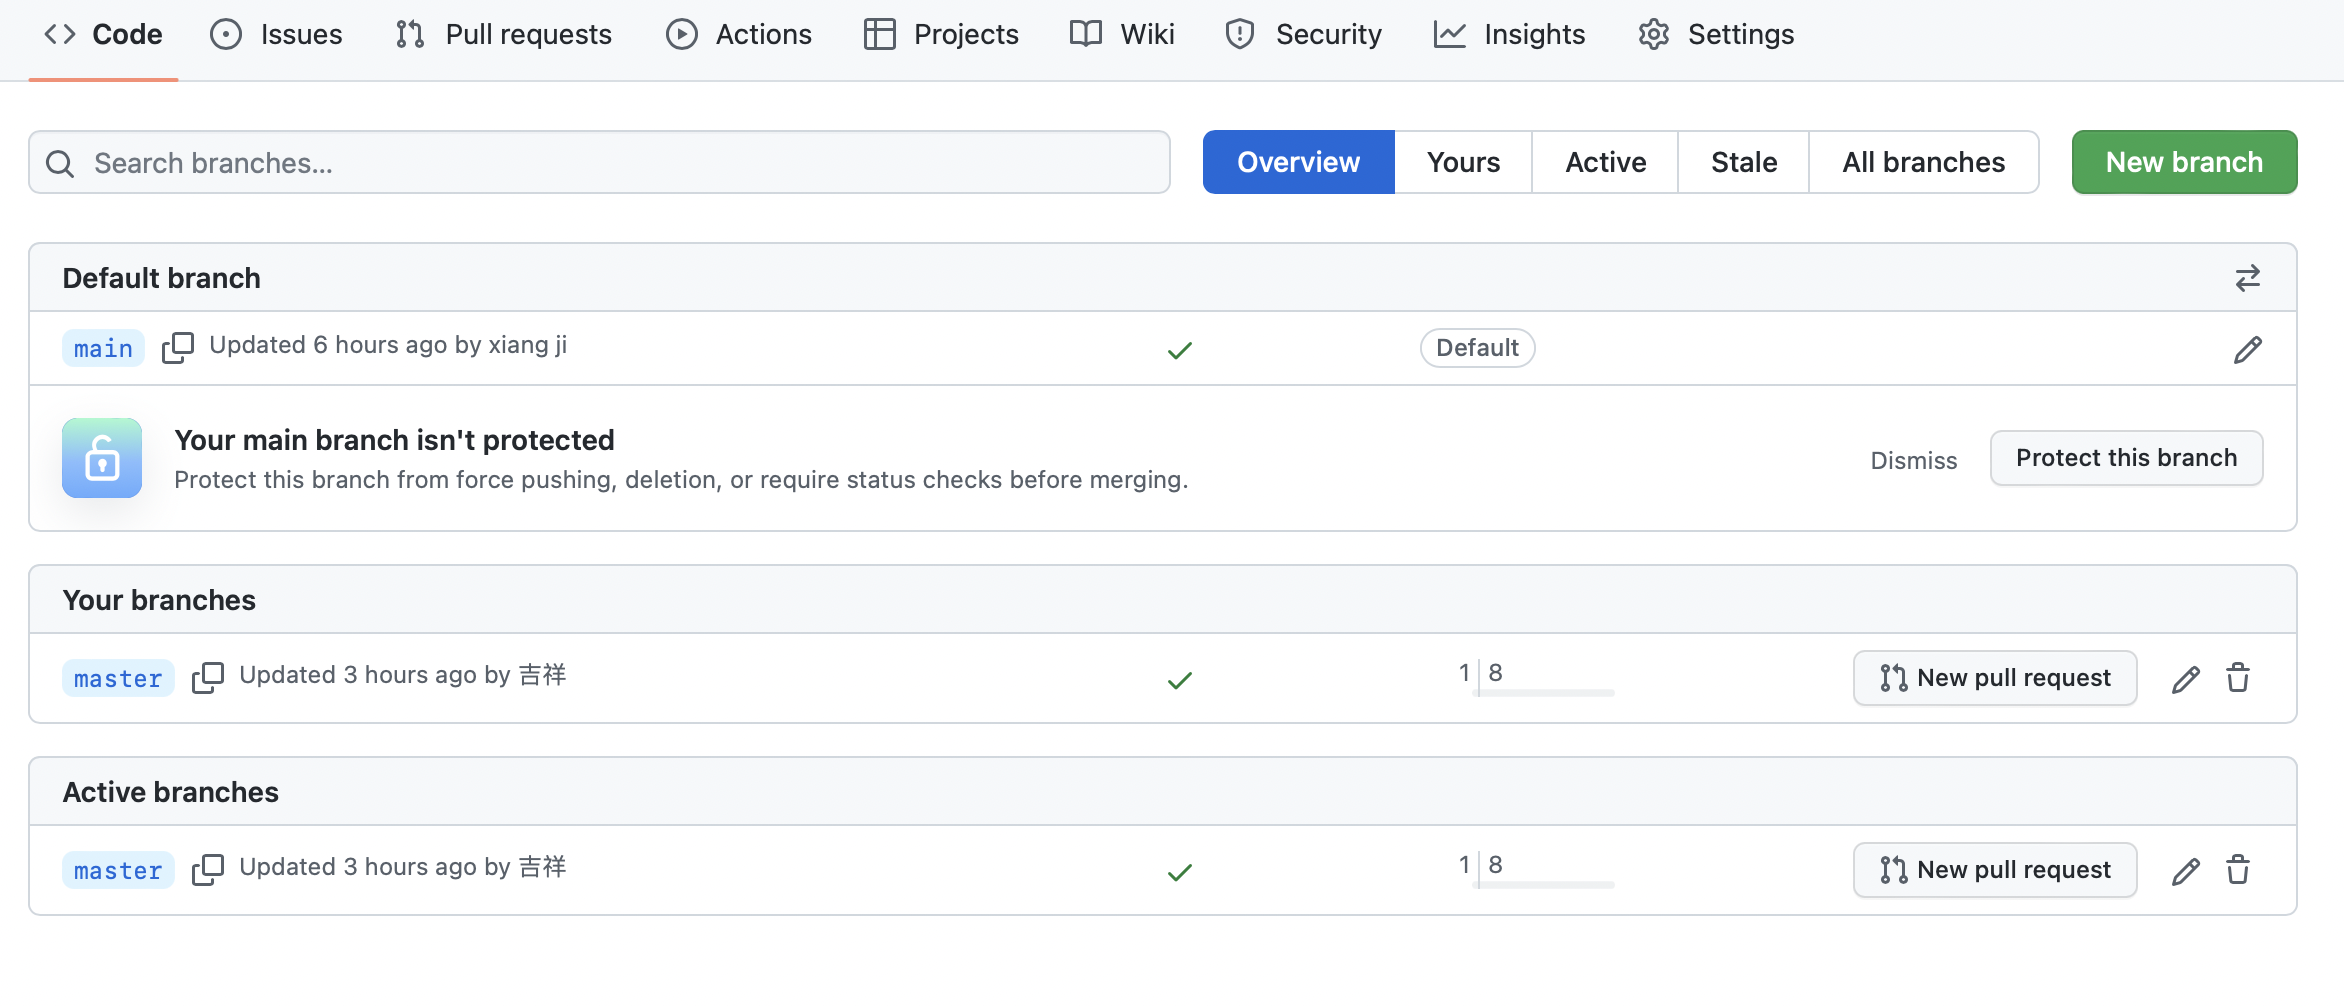 Code Issues Pull requests Actions Projects Wiki Security Insights Settings
Search branches... Overview Yours Active Stale All branches New branch
Default branch
main Updated 6 hours ago by xiang ji Default
Your main branch isn't protected
Protect this branch from force pushing, deletion, or require status checks before merging.
Dismiss Protect this branch
Your branches
master Updated 3 hours ago by 吉祥 1 8 New pull request
Active branches
master Updated 3 hours ago by 吉祥 1 8 New pull request